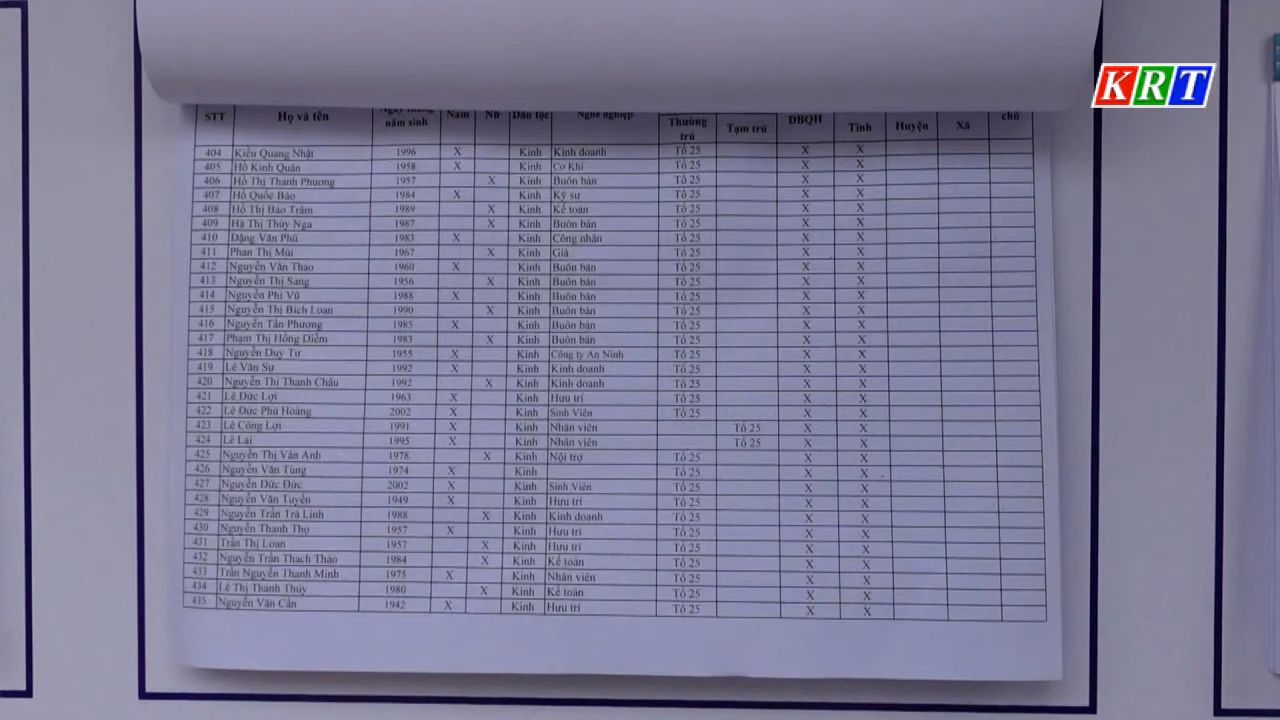 KRT
STT Họ và tên năm sinh Nam Nữ Dân tộc Nghề nghiệp Thường trú Tạm trú ĐBQH Tỉnh Huyện Xã chú
404 Kiều Quang Nhật 1996 X Kinh Kinh doanh Tổ 25 X X
405 Hồ Kinh Quân 1958 X Kinh Cơ Khí Tổ 25 X X
406 Hồ Thị Thanh Phương 1957 X Kinh Buôn bán Tổ 25 X X
407 Hồ Quốc Bảo 1984 X Kinh Kỹ sư Tổ 25 X X
408 Hồ Thị Bảo Trâm 1989 X Kinh Kế toán Tổ 25 X X
409 Hà Thị Thúy Nga 1987 X Kinh Buôn bán Tổ 25 X X
410 Đặng Văn Phú 1983 X Kinh Công nhân Tổ 25 X X
411 Phan Thị Mùi 1967 X Kinh Già Tổ 25 X X
412 Nguyễn Văn Thao 1960 X Kinh Buôn bán Tổ 25 X X
413 Nguyễn Thị Sang 1956 X Kinh Buôn bán Tổ 25 X X
414 Nguyễn Phi Vũ 1988 X Kinh Buôn bán Tổ 25 X X
415 Nguyễn Thị Bích Loan 1990 X Kinh Buôn bán Tổ 25 X X
416 Nguyễn Tấn Phương 1985 X Kinh Buôn bán Tổ 25 X X
417 Phạm Thị Hồng Diễm 1983 X Kinh Buôn bán Tổ 25 X X
418 Nguyễn Duy Tư 1955 X Kinh Công ty An Ninh Tổ 25 X X
419 Lê Văn Sự 1992 X Kinh Kinh doanh Tổ 25 X X
420 Nguyễn Thị Thanh Châu 1992 X Kinh Kinh doanh Tổ 25 X X
421 Lê Đức Lợi 1963 X Kinh Hưu trí Tổ 25 X X
422 Lê Đức Phú Hoàng 2002 X Kinh Sinh Viên Tổ 25 X X
423 Lê Công Lợi 1991 X Kinh Nhân viên Tổ 25 X X
424 Lê Lai 1995 X Kinh Nhân viên Tổ 25 X X
425 Nguyễn Thị Vân Anh 1978 X Kinh Nội trợ Tổ 25 X X
426 Nguyễn Văn Tùng 1974 X Kinh Tổ 25 X X
427 Nguyễn Đức Đức 2002 X Kinh Sinh Viên Tổ 25 X X
428 Nguyễn Văn Tuyển 1949 X Kinh Hưu trí Tổ 25 X X
429 Nguyễn Trần Trà Linh 1988 X Kinh Kinh doanh Tổ 25 X X
430 Nguyễn Thanh Thọ 1957 X Kinh Hưu trí Tổ 25 X X
431 Trần Thị Loan 1957 X Kinh Hưu trí Tổ 25 X X
432 Nguyễn Trần Thạch Thảo 1984 X Kinh Kế toán Tổ 25 X X
433 Trần Nguyễn Thanh Minh 1975 X Kinh Nhân viên Tổ 25 X X
434 Lê Thị Thanh Thúy 1980 X Kinh Kế toán Tổ 25 X X
435 Nguyễn Văn Cẩn 1942 X Kinh Hưu trí Tổ 25 X X